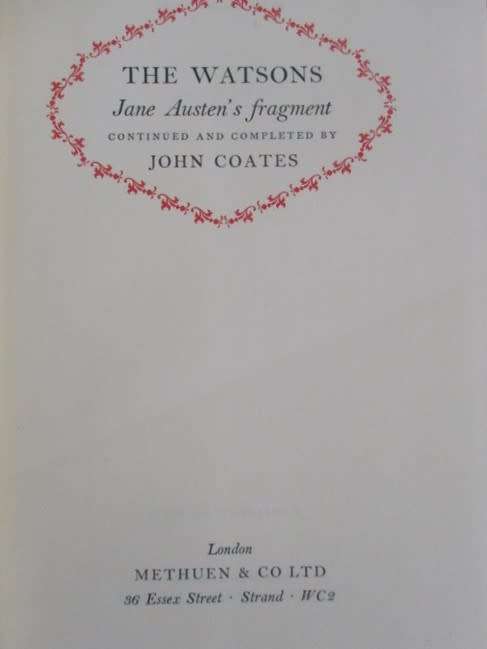 THE WATSONS
Jane Austen's fragment
CONTINUED AND COMPLETED BY
JOHN COATES
London
METHUEN & CO LTD
36 Essex Street · Strand · WC2